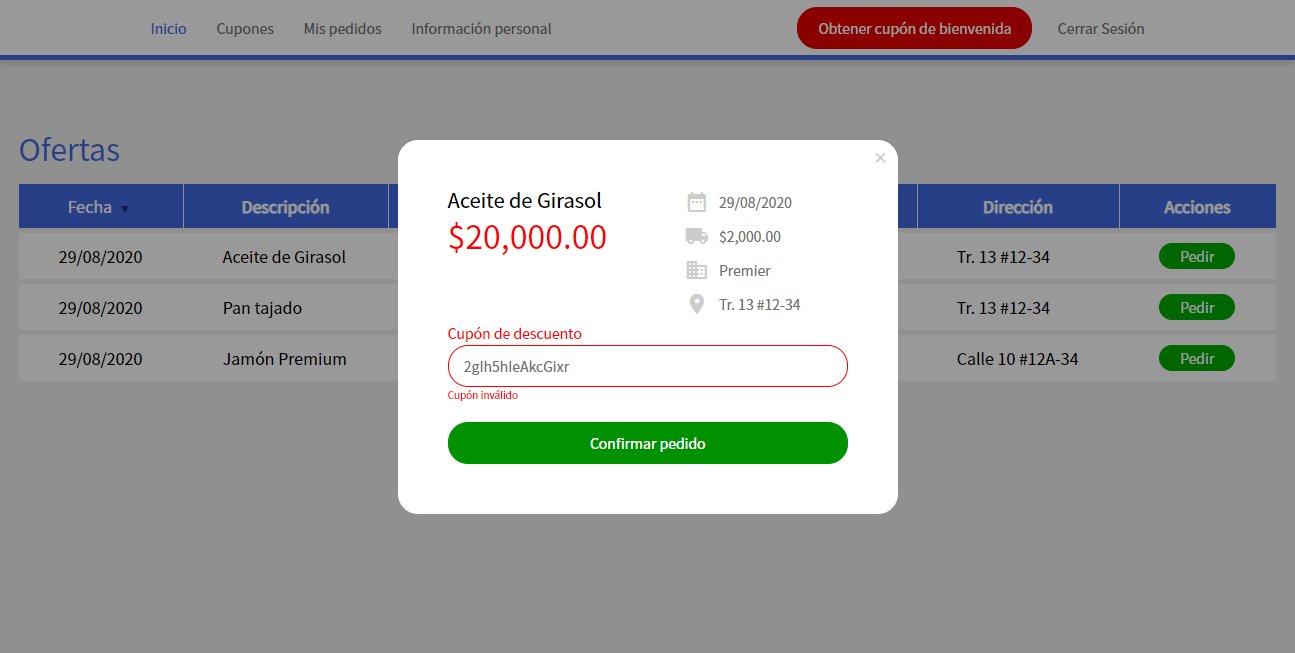 Inicio Cupones Mis pedidos Información personal Obtener cupón de bienvenida Cerrar Sesión
Ofertas
Fecha ▼ Descripción Dirección Acciones
29/08/2020 Aceite de Girasol Tr. 13 #12-34 Pedir
29/08/2020 Pan tajado Tr. 13 #12-34 Pedir
29/08/2020 Jamón Premium Calle 10 #12A-34 Pedir
×
Aceite de Girasol
$20,000.00
29/08/2020
$2,000.00
Premier
Tr. 13 #12-34
Cupón de descuento
2gIh5hIeAkcGixr
Cupón inválido
Confirmar pedido